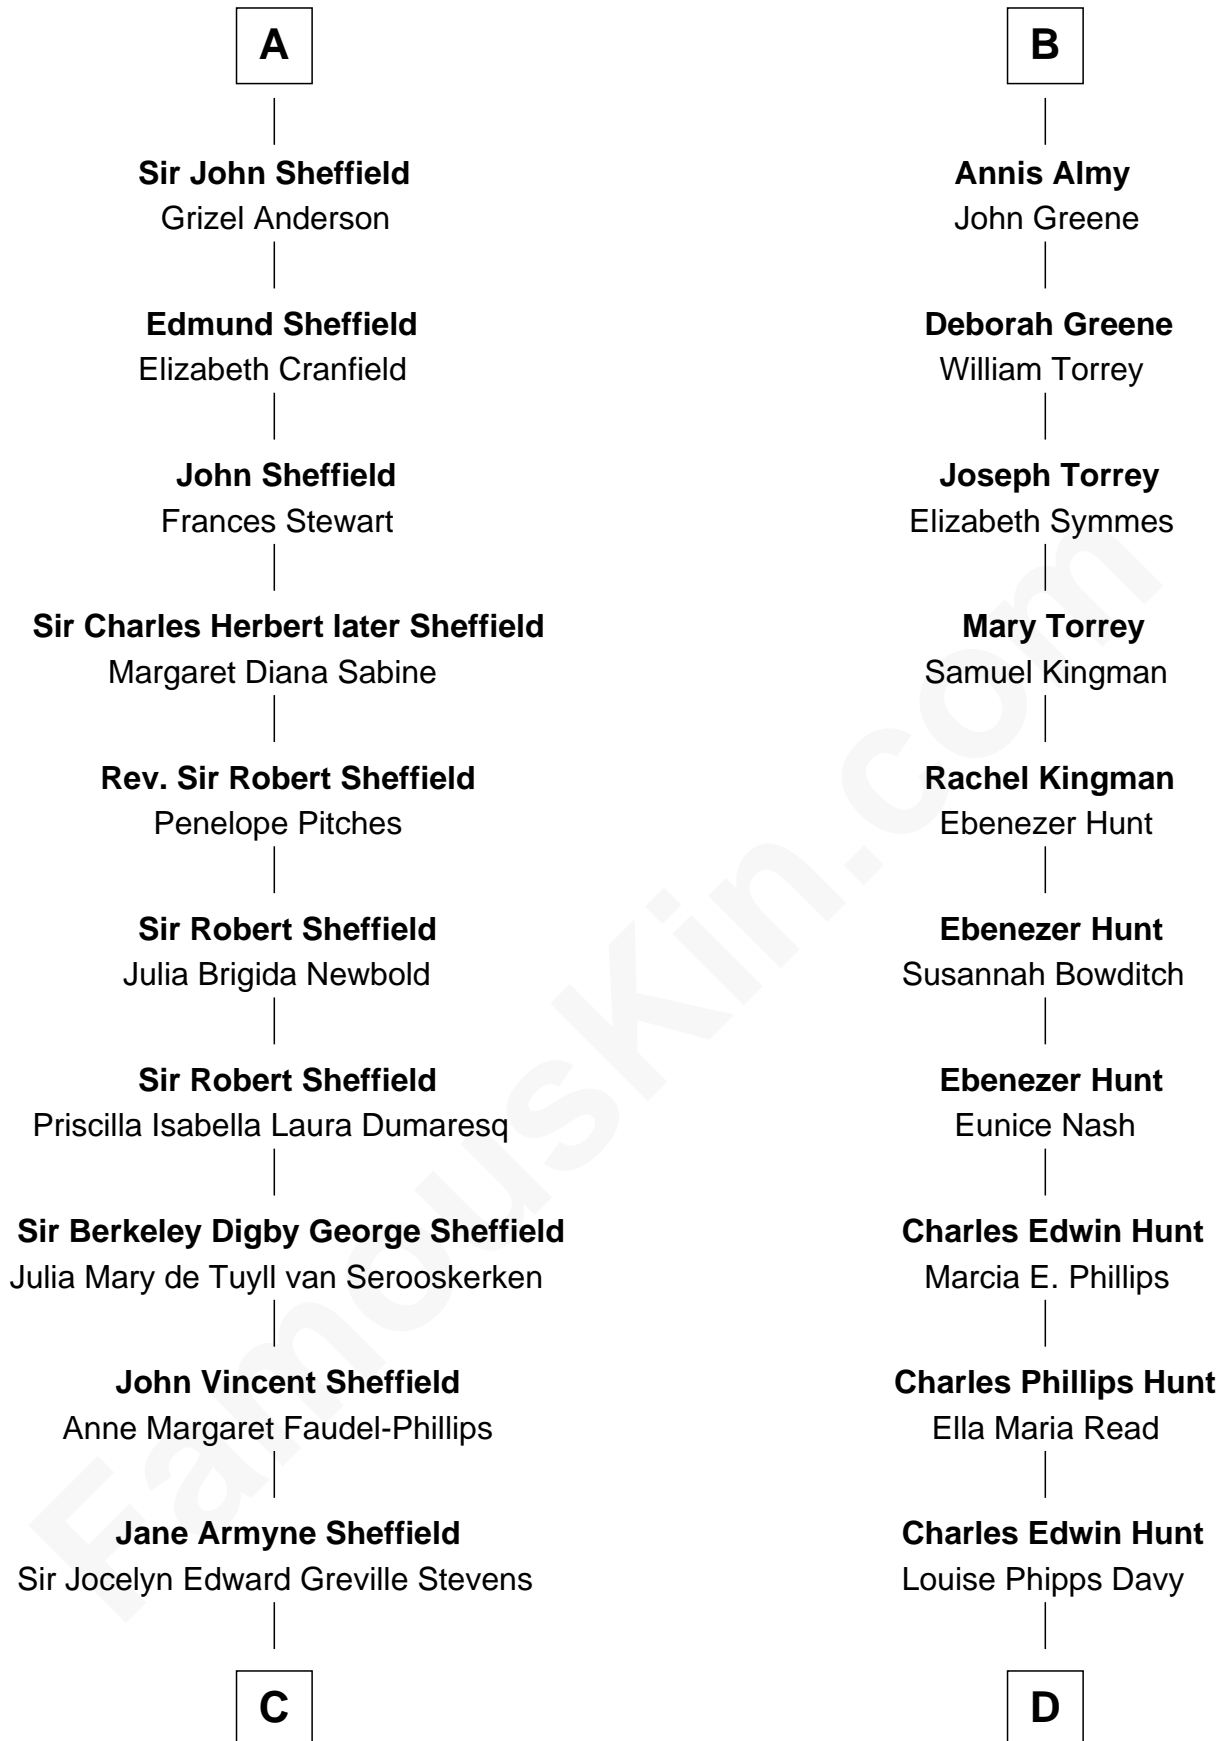 A
Sir John Sheffield
Grizel Anderson
Edmund Sheffield
Elizabeth Cranfield
John Sheffield
Frances Stewart
Sir Charles Herbert later Sheffield
Margaret Diana Sabine
Rev. Sir Robert Sheffield
Penelope Pitches
Sir Robert Sheffield
Julia Brigida Newbold
Sir Robert Sheffield
Priscilla Isabella Laura Dumaresq
Sir Berkeley Digby George Sheffield
Julia Mary de Tuyll van Serooskerken
John Vincent Sheffield
Anne Margaret Faudel-Phillips
Jane Armyne Sheffield
Sir Jocelyn Edward Greville Stevens
C
B
Annis Almy
John Greene
Deborah Greene
William Torrey
Joseph Torrey
Elizabeth Symmes
Mary Torrey
Samuel Kingman
Rachel Kingman
Ebenezer Hunt
Ebenezer Hunt
Susannah Bowditch
Ebenezer Hunt
Eunice Nash
Charles Edwin Hunt
Marcia E. Phillips
Charles Phillips Hunt
Ella Maria Read
Charles Edwin Hunt
Louise Phipps Davy
D
FamousKin.com